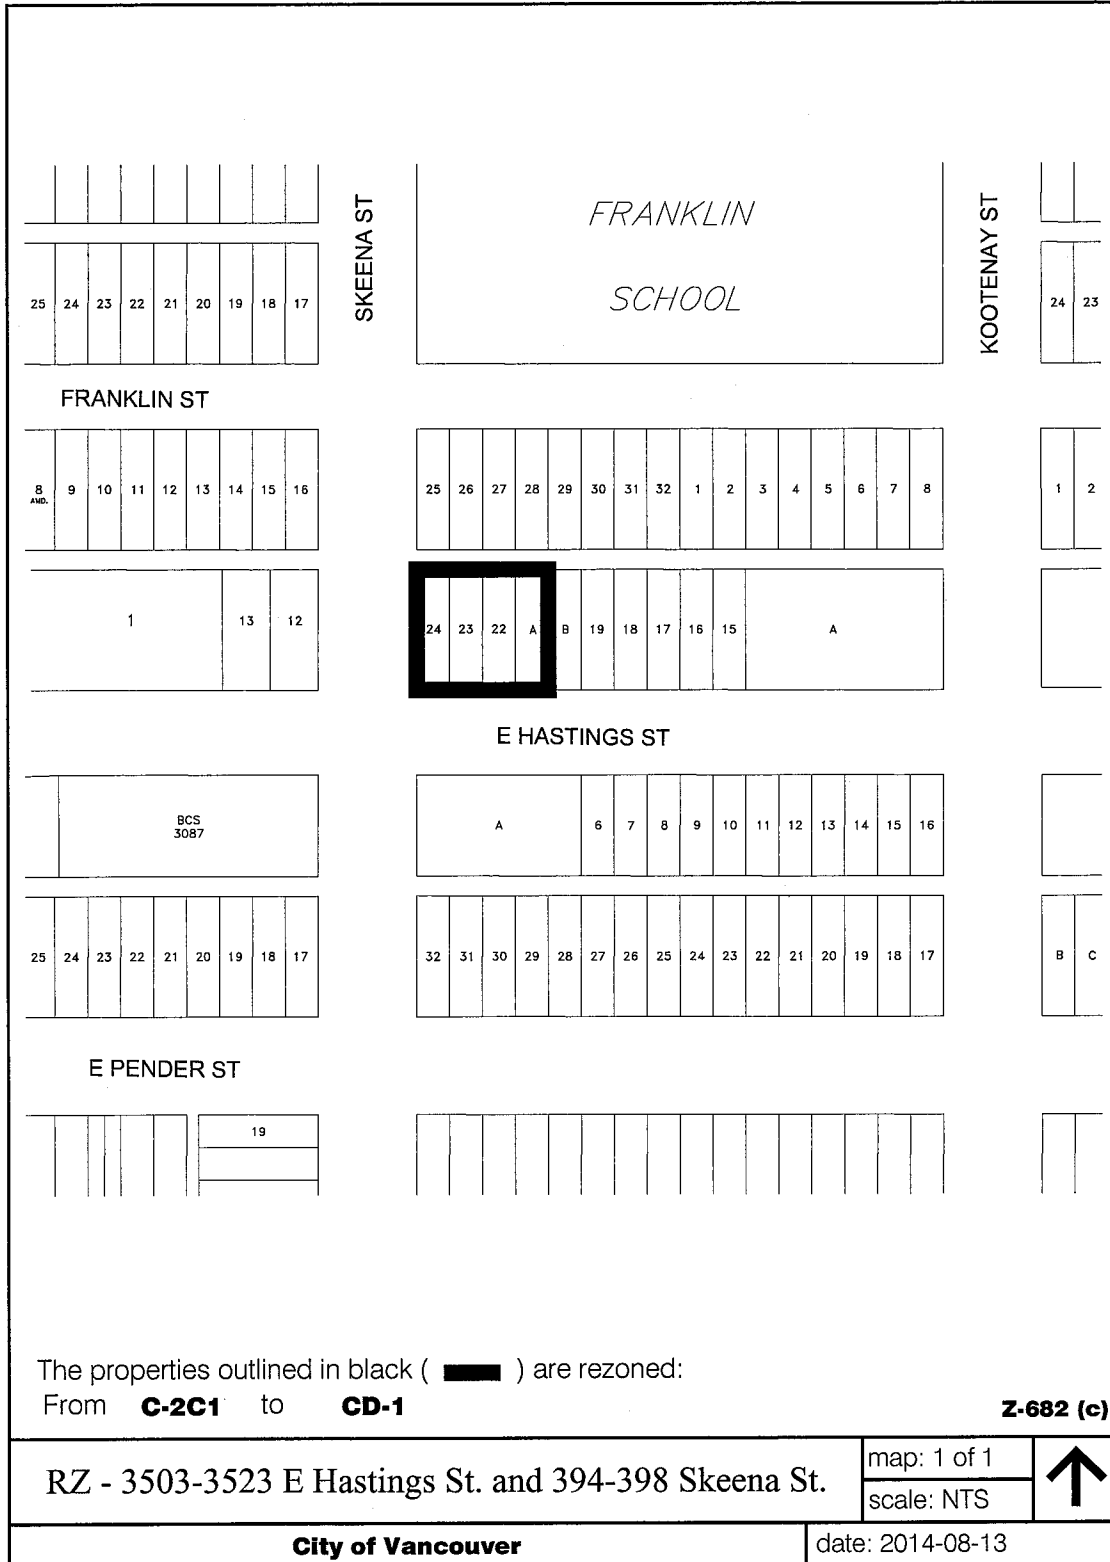 FRANKLIN
SCHOOL
SKEENA ST
KOOTENAY ST
25 24 23 22 21 20 19 18 17
24 23
FRANKLIN ST
8 AMD. 9 10 11 12 13 14 15 16
25 26 27 28 29 30 31 32 1 2 3 4 5 6 7 8
1 2
1 13 12
24 23 22 A B 19 18 17 16 15 A
E HASTINGS ST
BCS
3087
A 6 7 8 9 10 11 12 13 14 15 16
25 24 23 22 21 20 19 18 17
32 31 30 29 28 27 26 25 24 23 22 21 20 19 18 17
B C
E PENDER ST
19
The properties outlined in black ( ) are rezoned:
From C-2C1 to CD-1
Z-682 (c)
RZ - 3503-3523 E Hastings St. and 394-398 Skeena St.
map: 1 of 1
scale: NTS
City of Vancouver
date: 2014-08-13